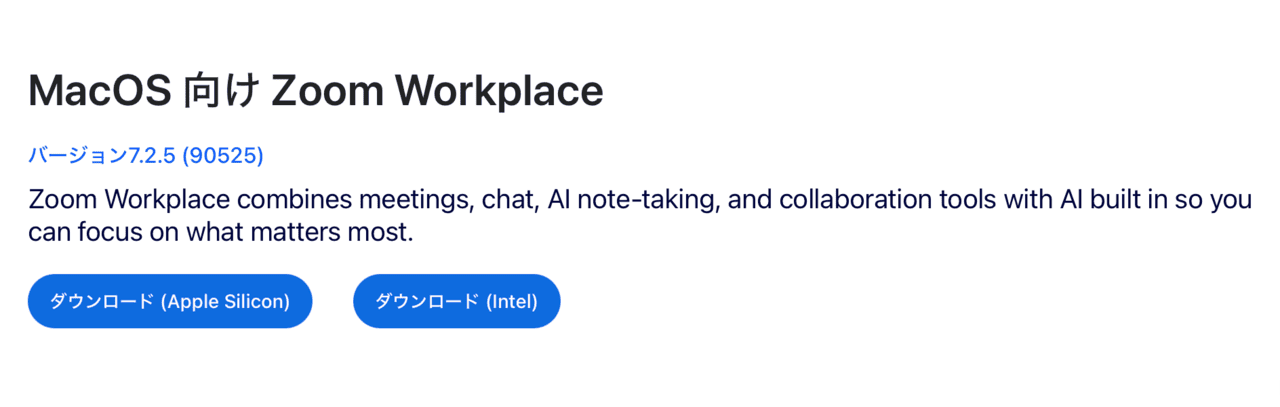 MacOS 向け Zoom Workplace
バージョン7.2.5 (90525)
Zoom Workplace combines meetings, chat, AI note-taking, and collaboration tools with AI built in so you
can focus on what matters most.
ダウンロード (Apple Silicon)
ダウンロード (Intel)